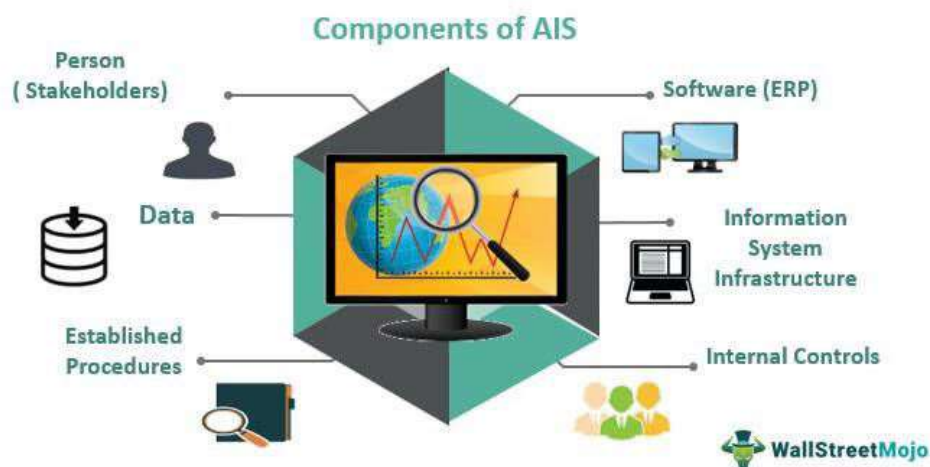 Components of AIS
Person
( Stakeholders)
Software (ERP)
Data
Information
System
Infrastructure
Established
Procedures
Internal Controls
WallStreetMojo